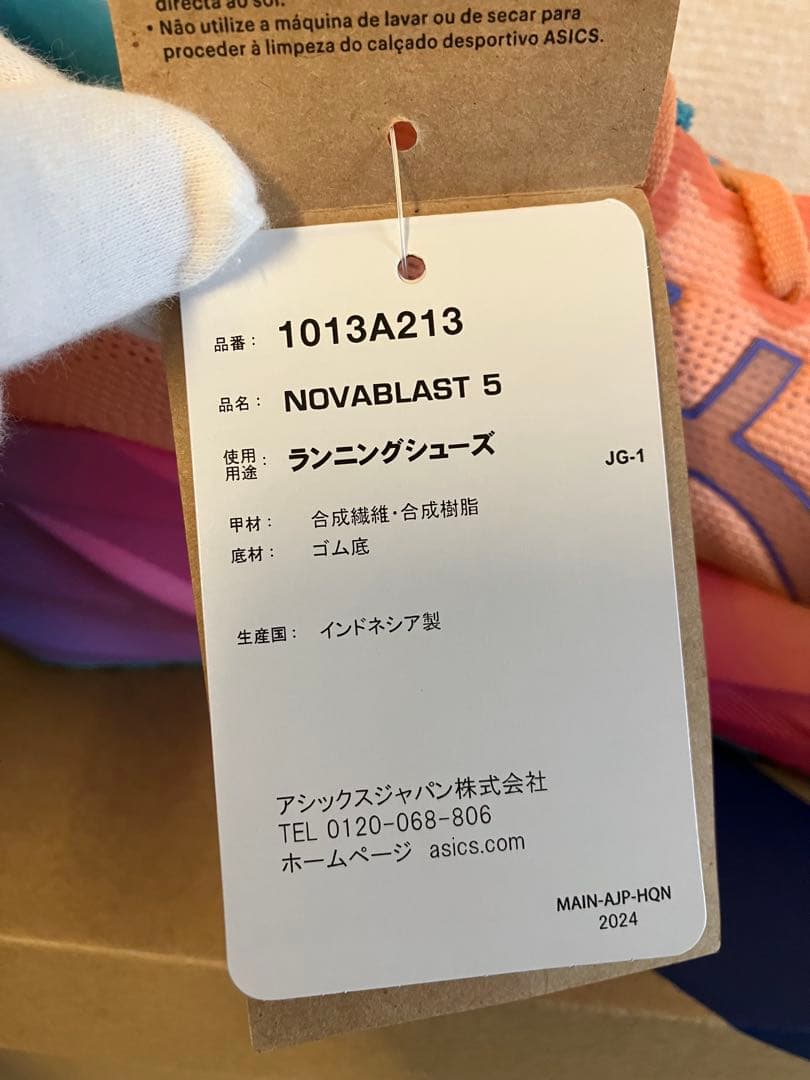 directa ao sol.
• Não utilize a máquina de lavar ou de secar para
proceder à limpeza do calçado desportivo ASICS.
品番： 1013A213
品名： NOVABLAST 5
使用用途： ランニングシューズ
JG-1
甲材： 合成繊維・合成樹脂
底材： ゴム底
生産国： インドネシア製
アシックスジャパン株式会社
TEL 0120-068-806
ホームページ asics.com
MAIN-AJP-HQN
2024